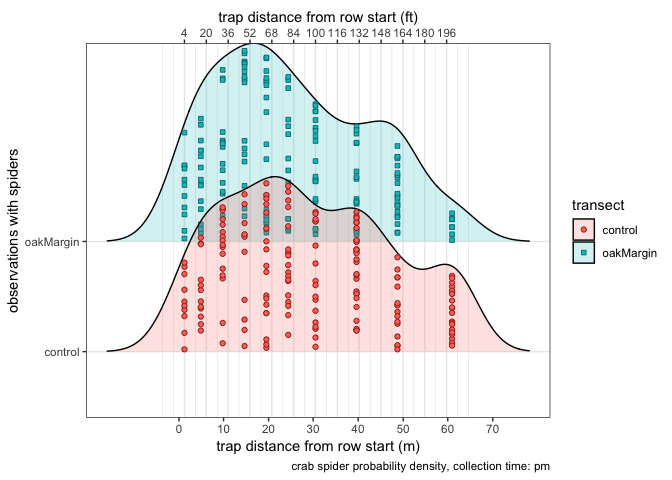 trap distance from row start (ft)
4 20 36 52 68 84 100 116 132 148 164 180 196
observations with spiders
oakMargin
control
transect
control
oakMargin
0 10 20 30 40 50 60 70
trap distance from row start (m)
crab spider probability density, collection time: pm